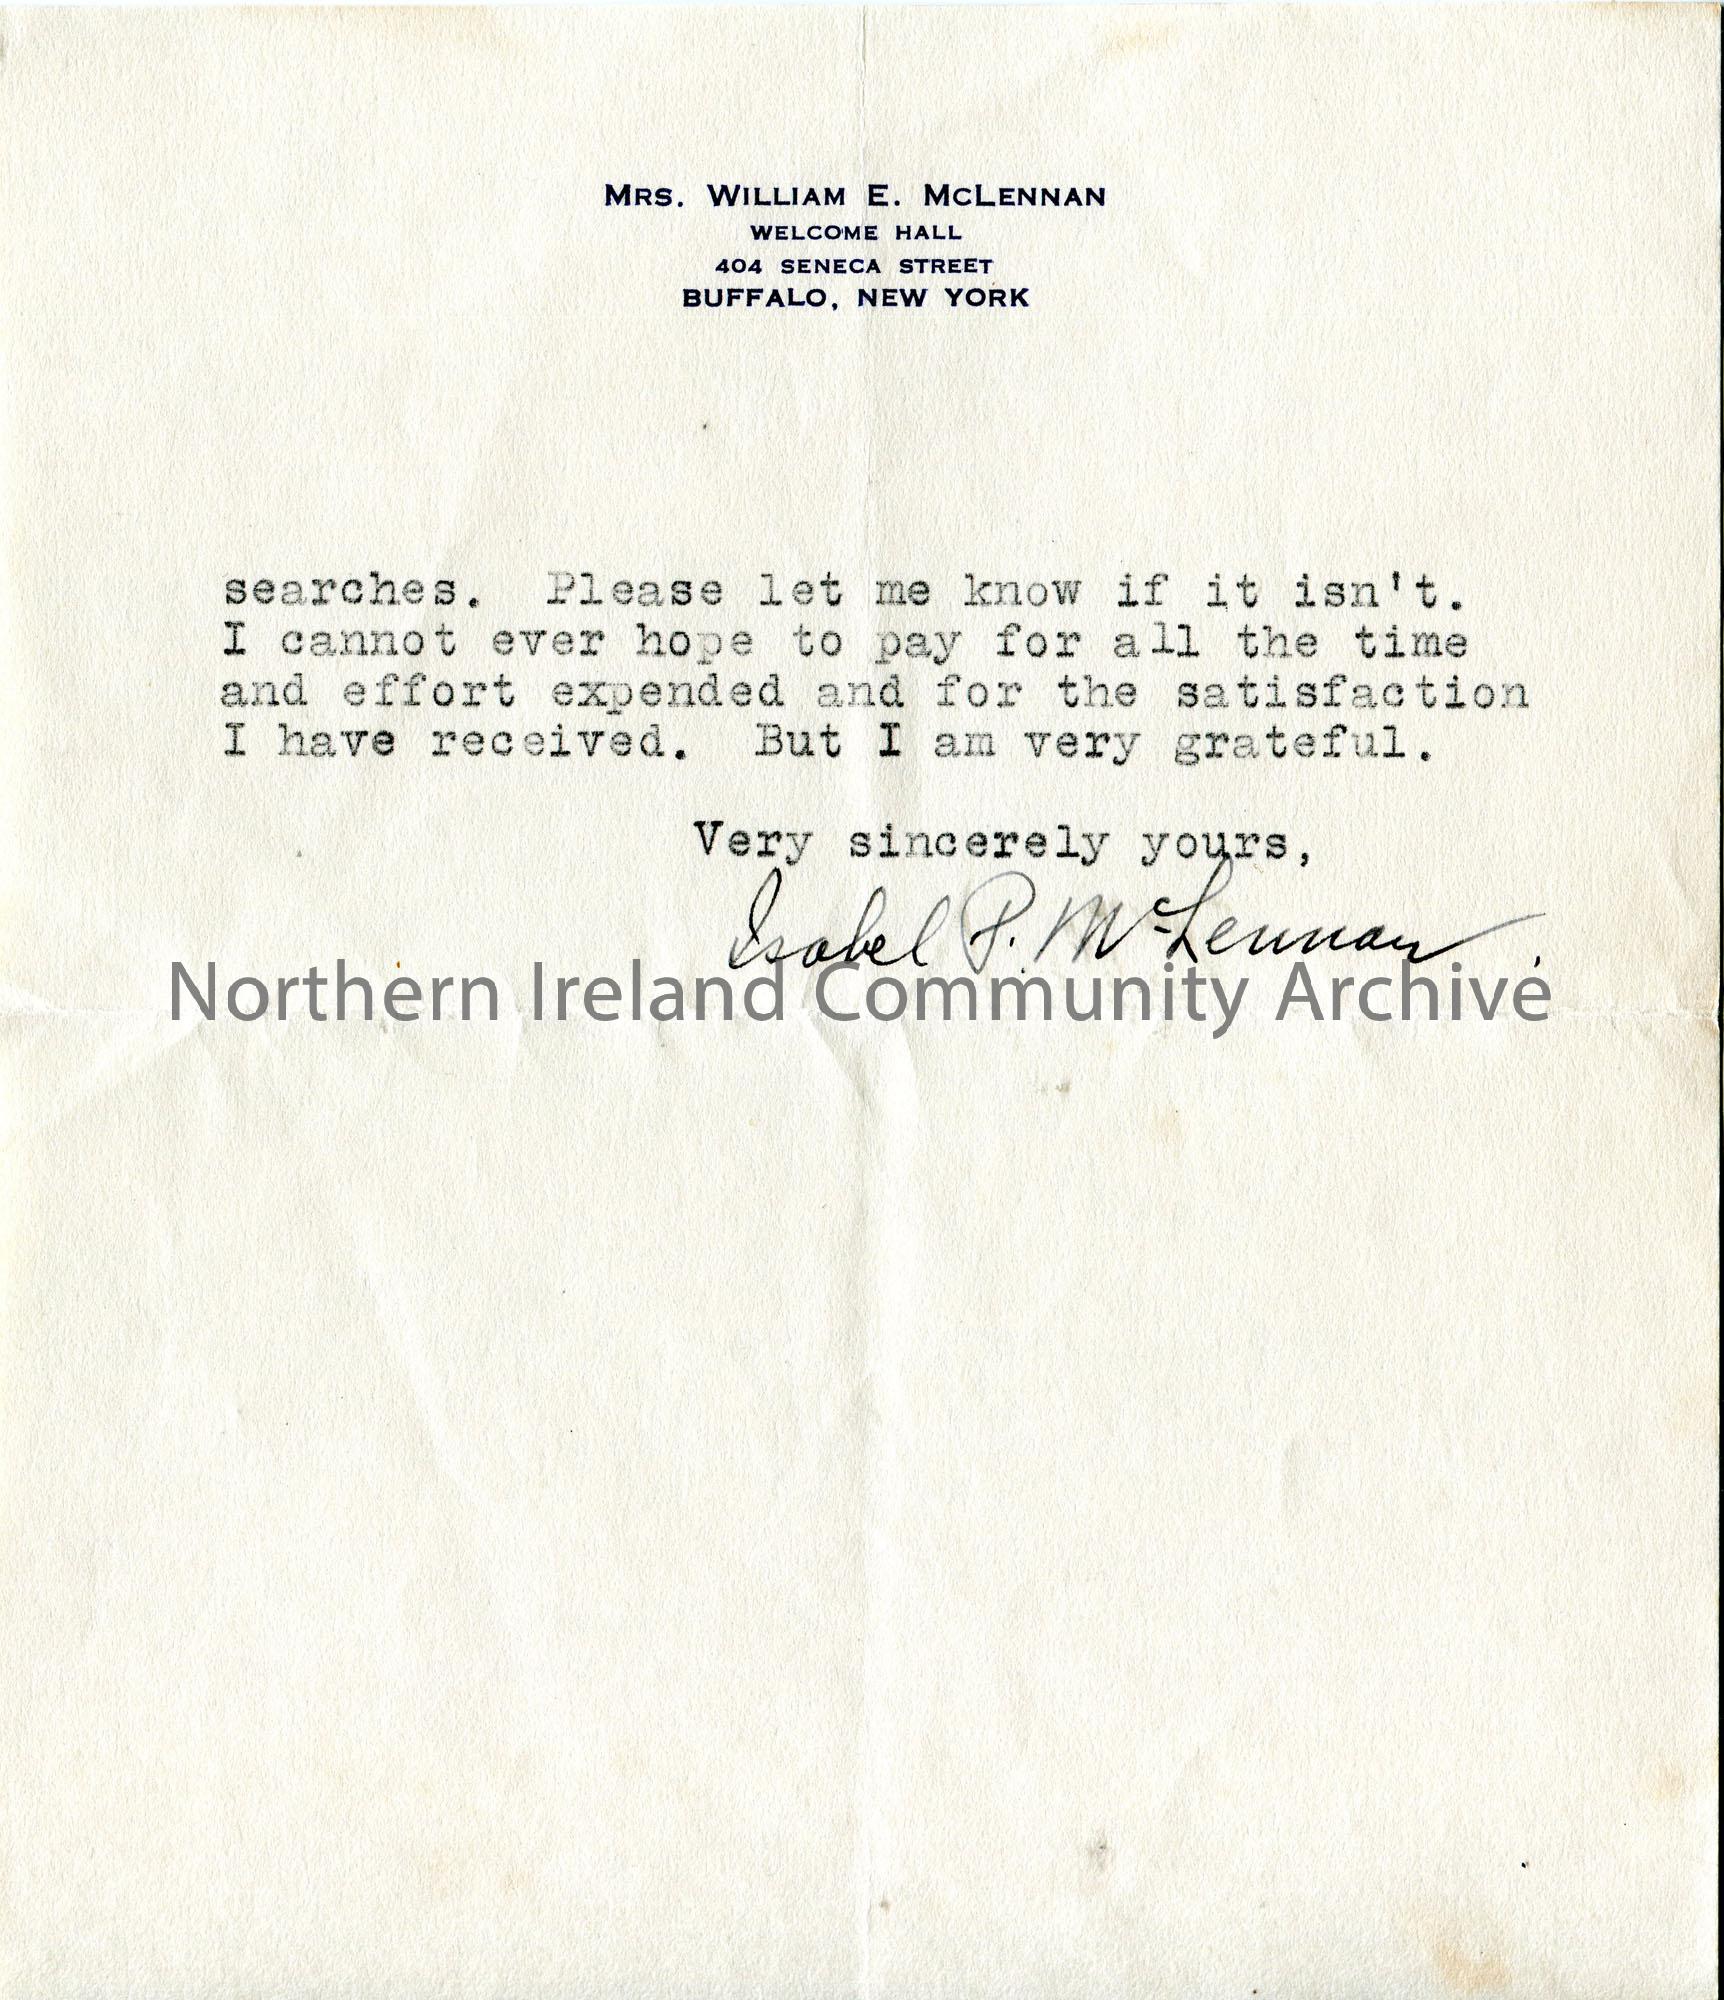 MRS. WILLIAM E. MCLENNAN
WELCOME HALL
404 SENECA STREET
BUFFALO, NEW YORK
searches. Please let me know if it isn't.
I cannot ever hope to pay for all the time
and effort expended and for the satisfaction
I have received. But I am very grateful.
Very sincerely yours,
Isabel P. McLennan
Northern Ireland Community Archive